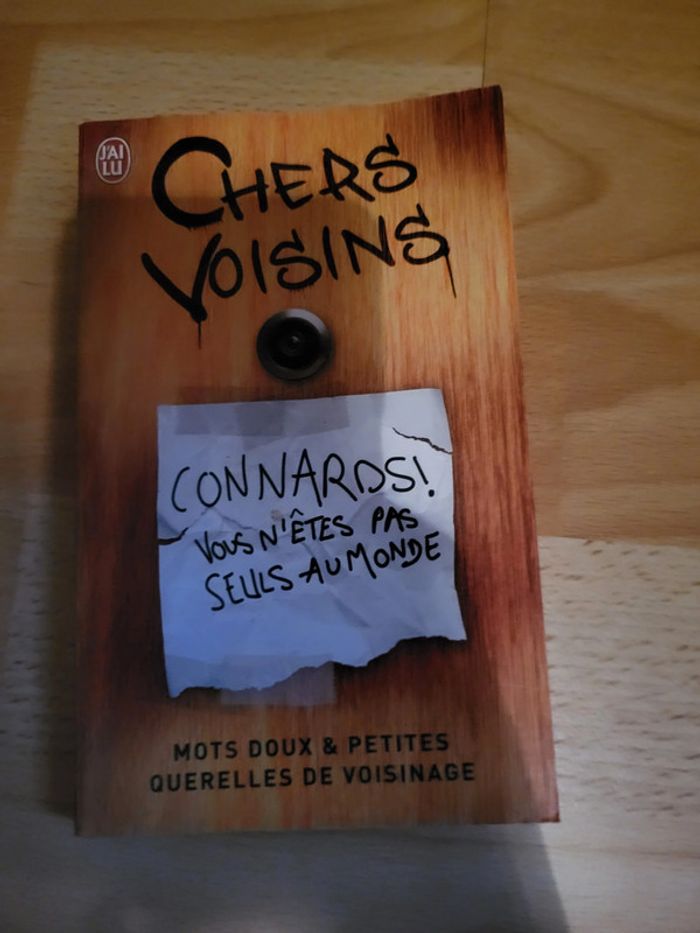 J'AI
LU
CHERS
VOISINS
CONNARDS!
VOUS N'ÊTES PAS
SEULS AU MONDE
MOTS DOUX & PETITES
QUERELLES DE VOISINAGE